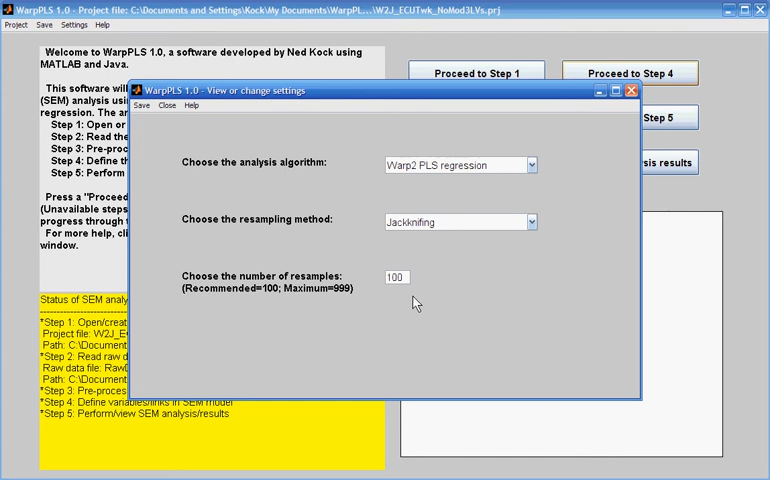 WarpPLS 1.0 - Project file: C:\Documents and Settings\Kock\My Documents\WarpPL...\W2J_ECUTwk_NoMod3LVs.prj
Project Save Settings Help
Welcome to WarpPLS 1.0, a software developed by Ned Kock using
MATLAB and Java.
This software will
(SEM) analysis usi
regression. The an
Step 1: Open or
Step 2: Read the
Step 3: Pre-proc
Step 4: Define th
Step 5: Perform
Press a "Proceed
(Unavailable steps
progress through t
For more help, cli
window.
Proceed to Step 1
Proceed to Step 4
Step 5
sis results
WarpPLS 1.0 - View or change settings
Save Close Help
Choose the analysis algorithm:
Warp2 PLS regression
Choose the resampling method:
Jackknifing
Choose the number of resamples:
(Recommended=100; Maximum=999)
100
Status of SEM analy
*Step 1: Open/creat
Project file: W2J_EC
Path: C:\Document
*Step 2: Read raw d
Raw data file: Raw
Path: C:\Document
*Step 3: Pre-proces
*Step 4: Define variables/links in SEM model
*Step 5: Perform/view SEM analysis/results